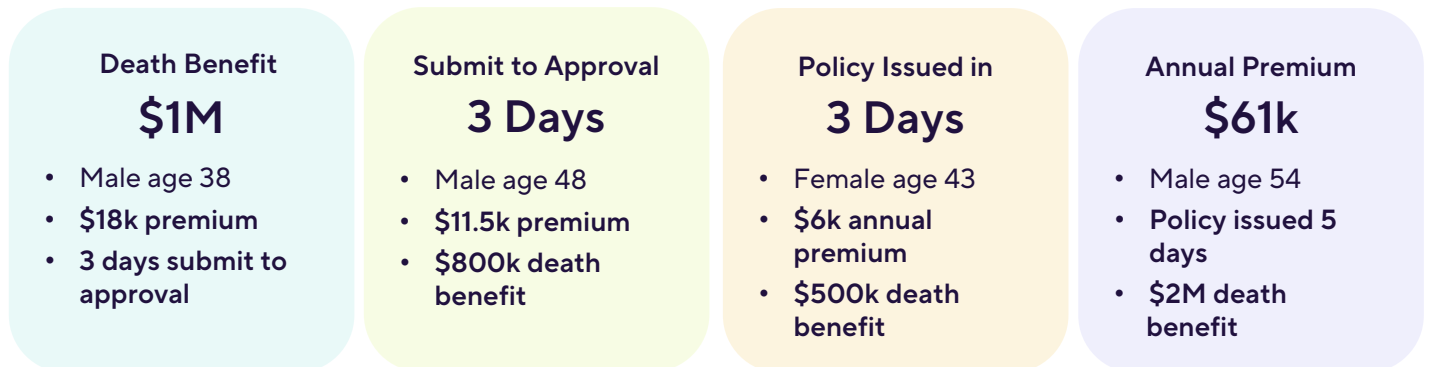 Death Benefit
$1M
• Male age 38
• $18k premium
• 3 days submit to
approval
Submit to Approval
3 Days
• Male age 48
• $11.5k premium
• $800k death
benefit
Policy Issued in
3 Days
• Female age 43
• $6k annual
premium
• $500k death
benefit
Annual Premium
$61k
• Male age 54
• Policy issued 5
days
• $2M death
benefit